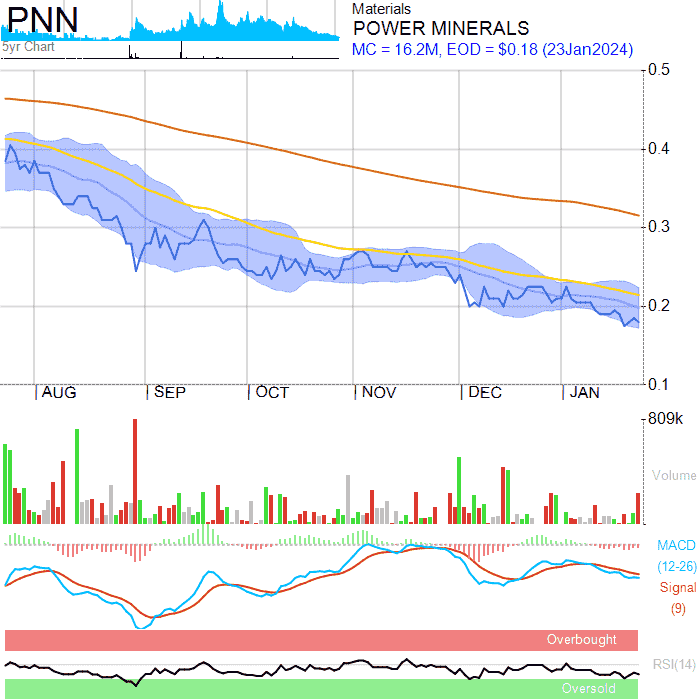 PNN
5yr Chart
Materials
POWER MINERALS
MC = 16.2M, EOD = $0.18 (23Jan2024)
0.5
0.4
0.3
0.2
0.1
AUG SEP OCT NOV DEC JAN
809k
Volume
MACD
(12-26)
Signal
(9)
Overbought
RSI(14)
Oversold